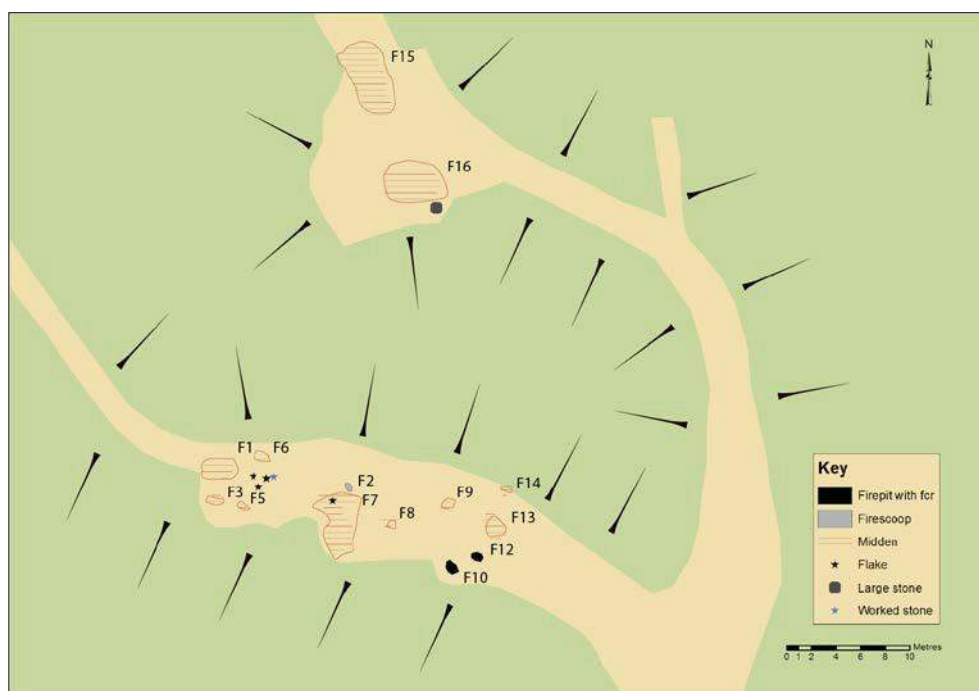 N
F15
F16
F1
F6
F3
F5
F2
F7
F8
F9
F14
F13
F12
F10
Key
Firepit with fcr
Firescoop
Midden
Flake
Large stone
Worked stone
Metres
0 1 2 4 6 8 10